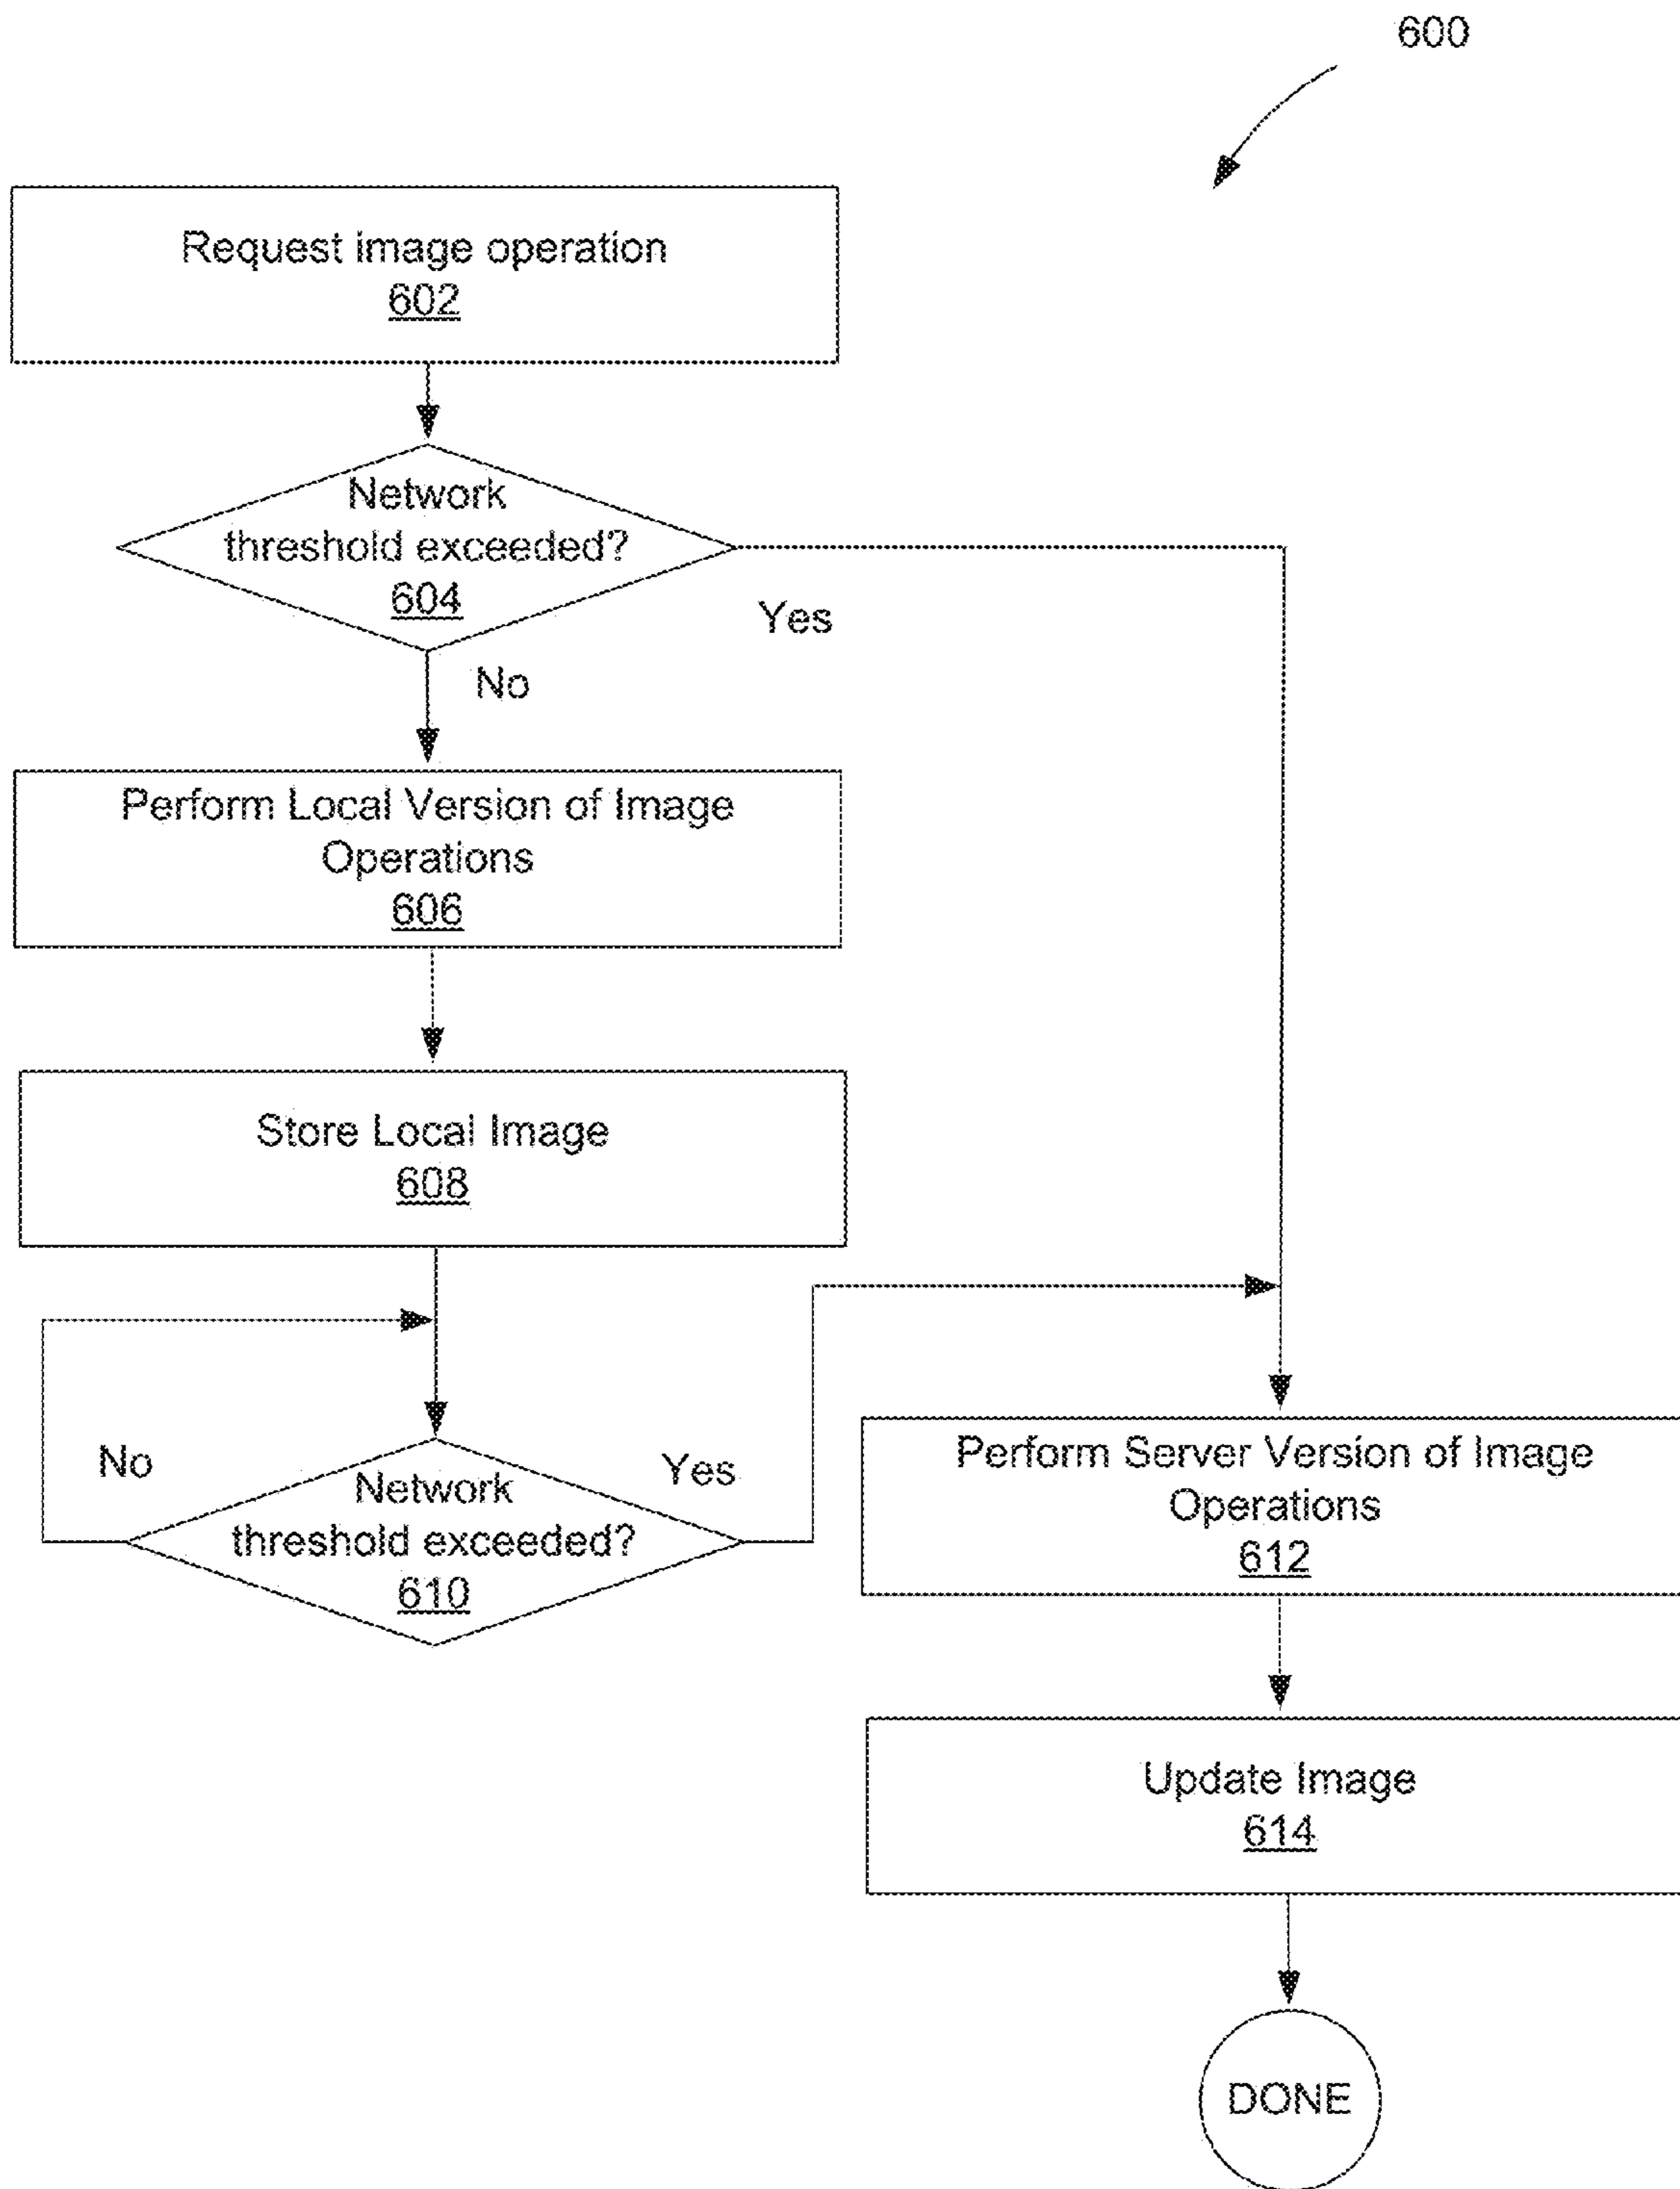 600
Request image operation
602
Network
threshold exceeded?
604
Yes
No
Perform Local Version of Image
Operations
606
Store Local Image
608
No
Yes
Network
threshold exceeded?
610
Perform Server Version of Image
Operations
612
Update Image
614
DONE